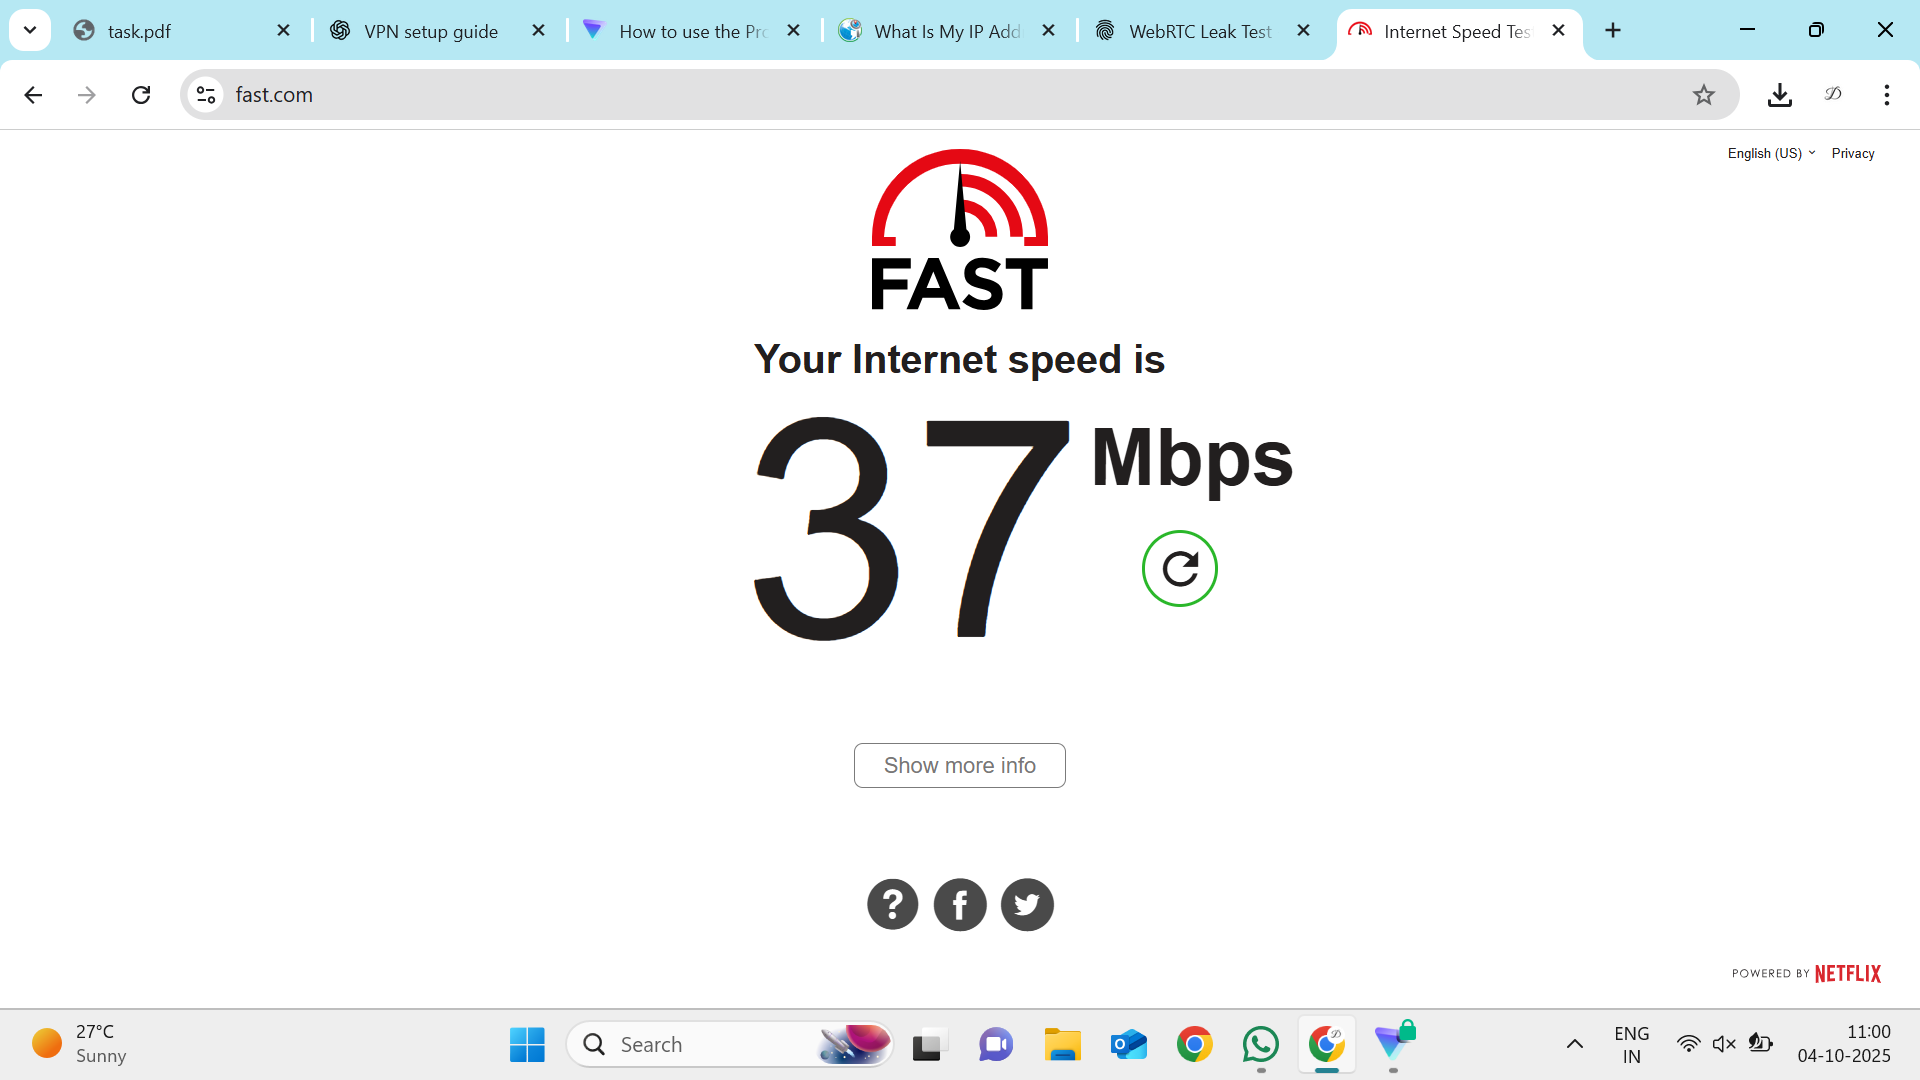 task.pdf
VPN setup guide
How to use the Pro
What Is My IP Add
WebRTC Leak Test
Internet Speed Tes
fast.com
English (US)
Privacy
FAST
Your Internet speed is
37 Mbps
Show more info
POWERED BY NETFLIX
27°C
Sunny
Search
ENG
IN
11:00
04-10-2025